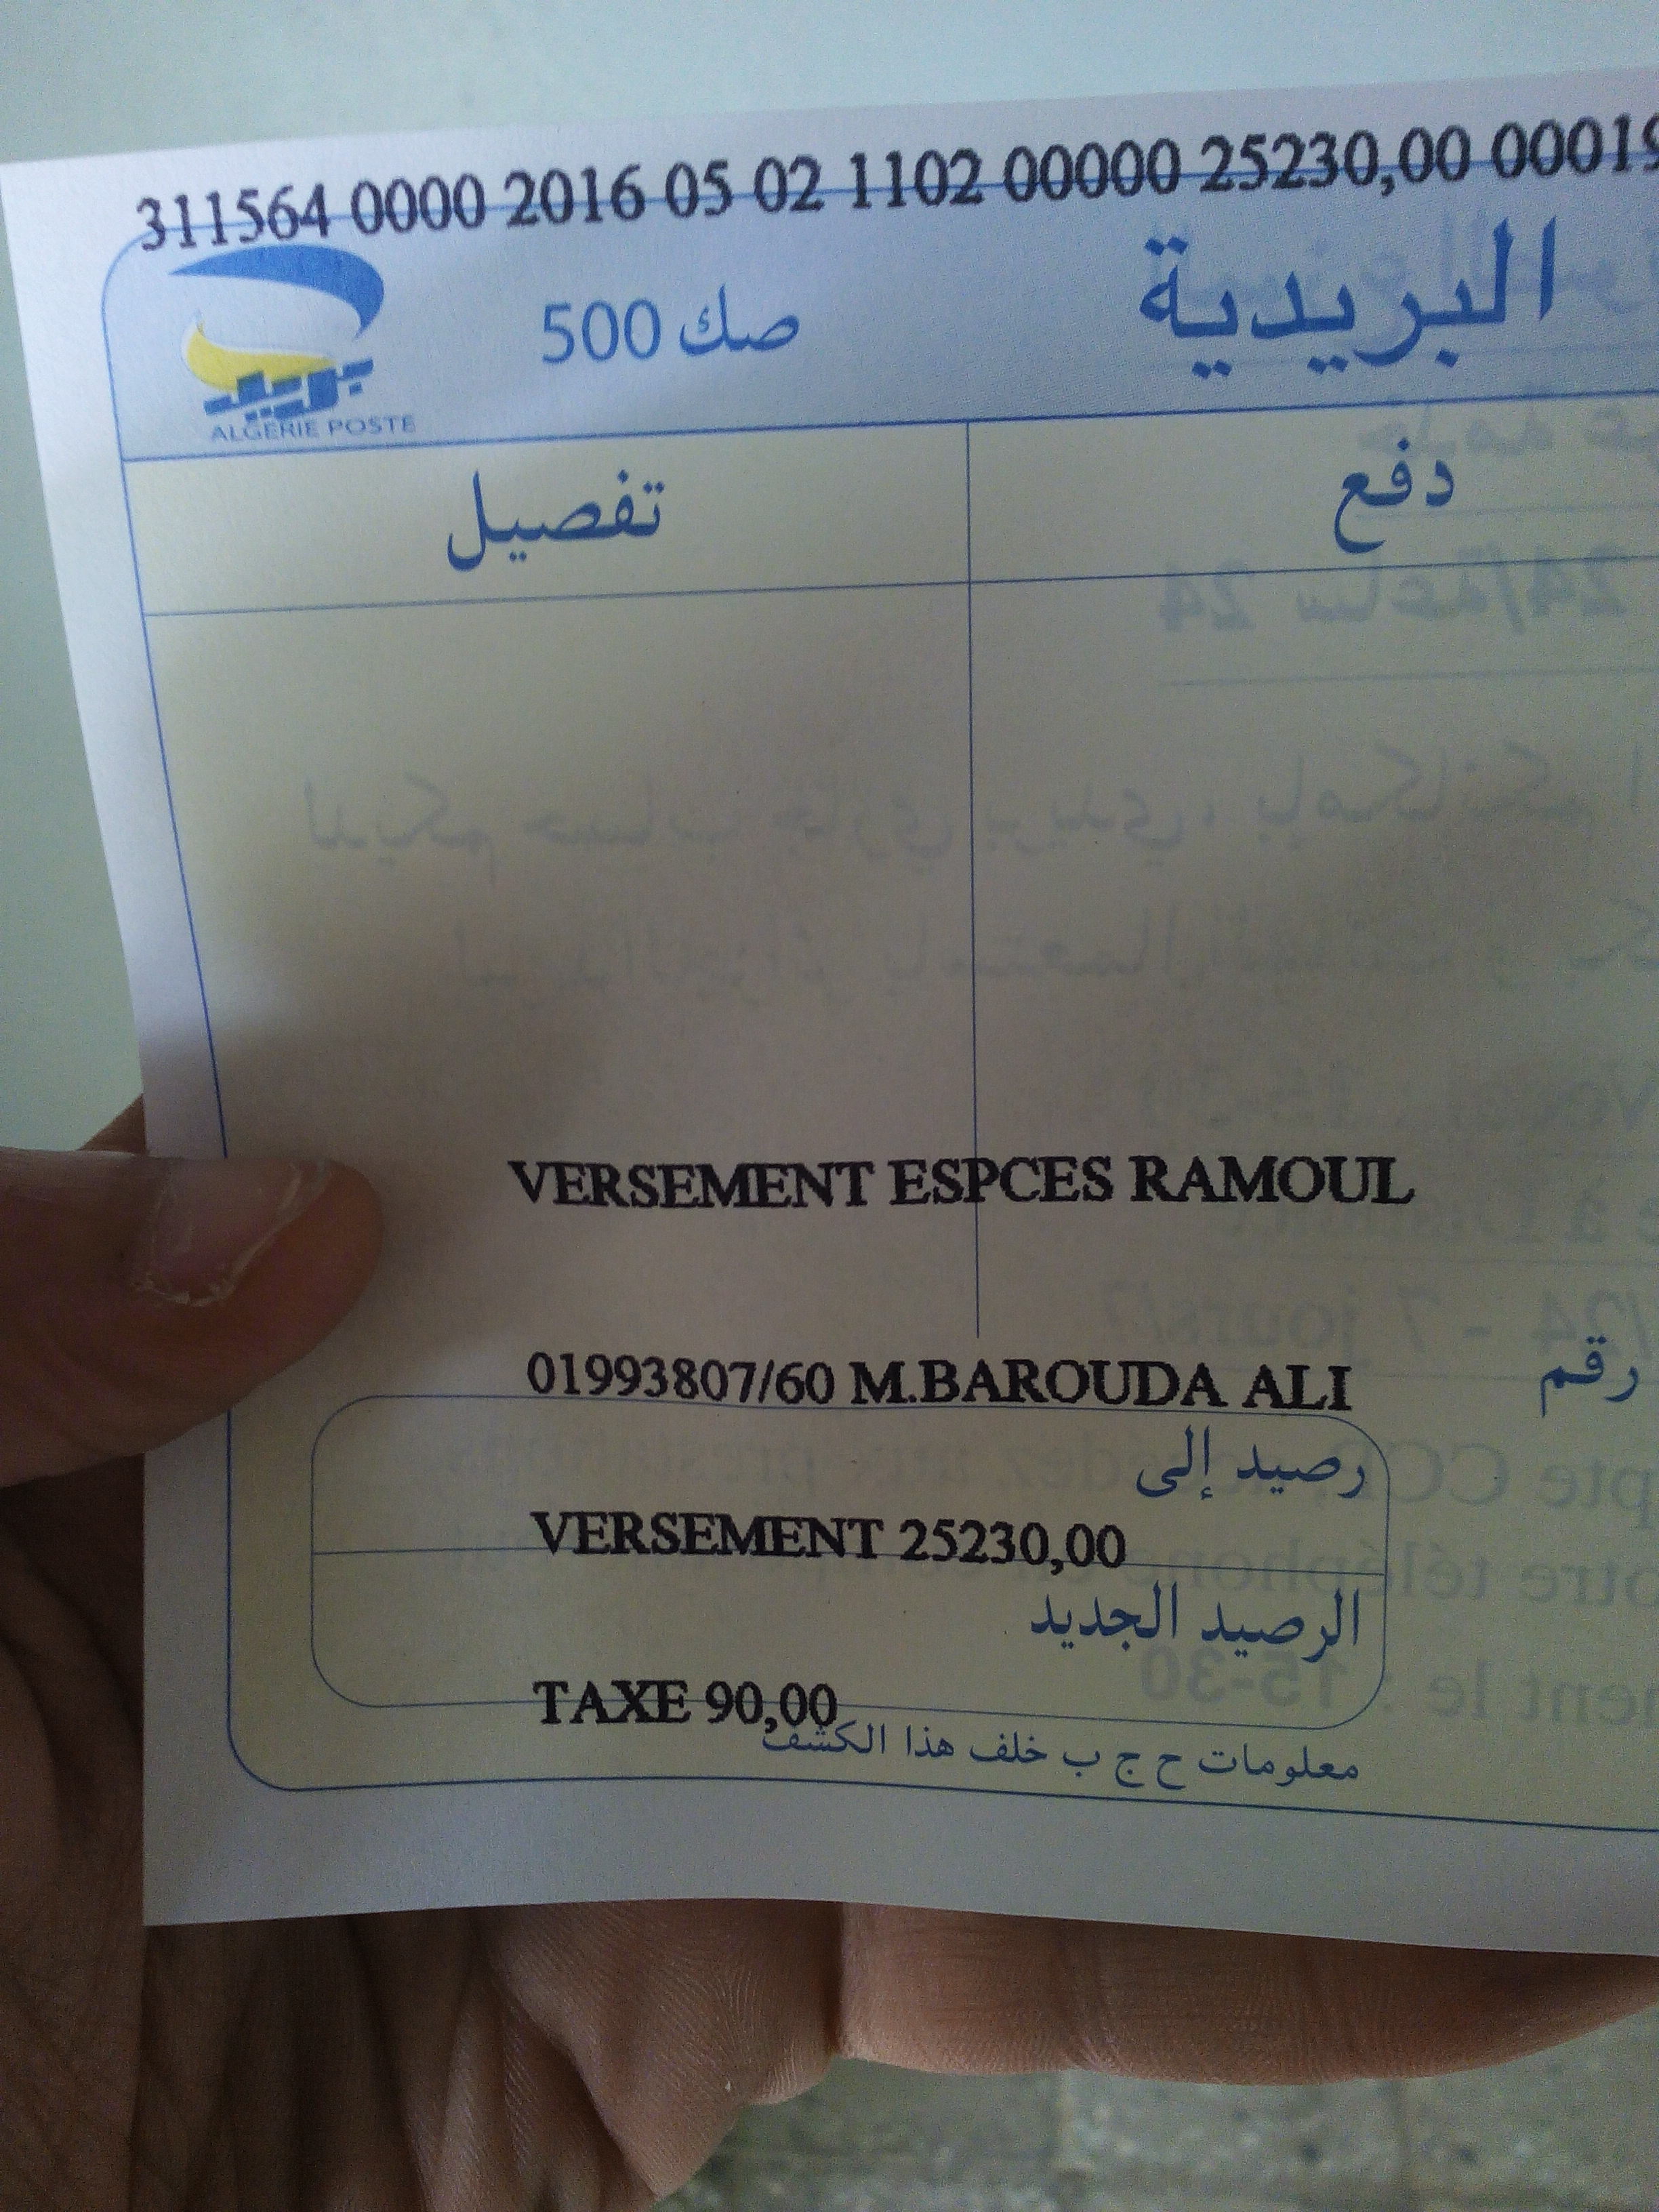 311564 0000 2016 05 02 1102 00000 25230,00 00019
البريدية
صك 500
بريد
ALGERIE POSTE
دفع
تفصيل
VERSEMENT ESPCES RAMOUL
01993807/60 M.BAROUDA ALI
رقم
رصيد إلى
VERSEMENT 25230,00
الرصيد الجديد
TAXE 90,00
معلومات ح ج ب خلف هذا الكشف